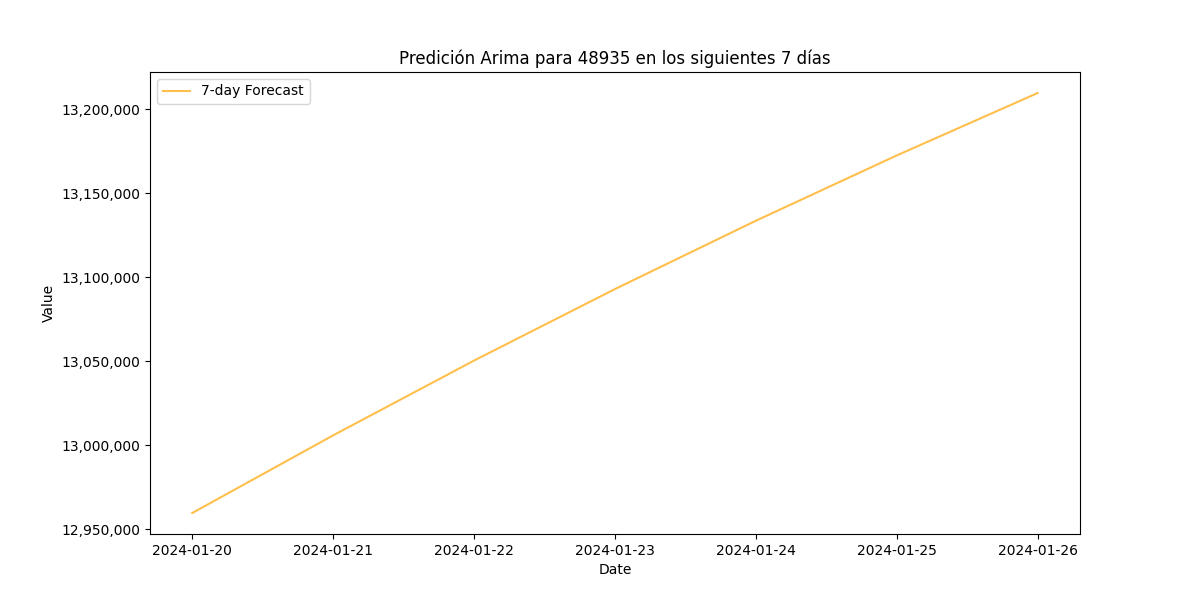 Predición Arima para 48935 en los siguientes 7 días
7-day Forecast
13,200,000
13,150,000
13,100,000
13,050,000
13,000,000
12,950,000
Value
2024-01-20 2024-01-21 2024-01-22 2024-01-23 2024-01-24 2024-01-25 2024-01-26
Date